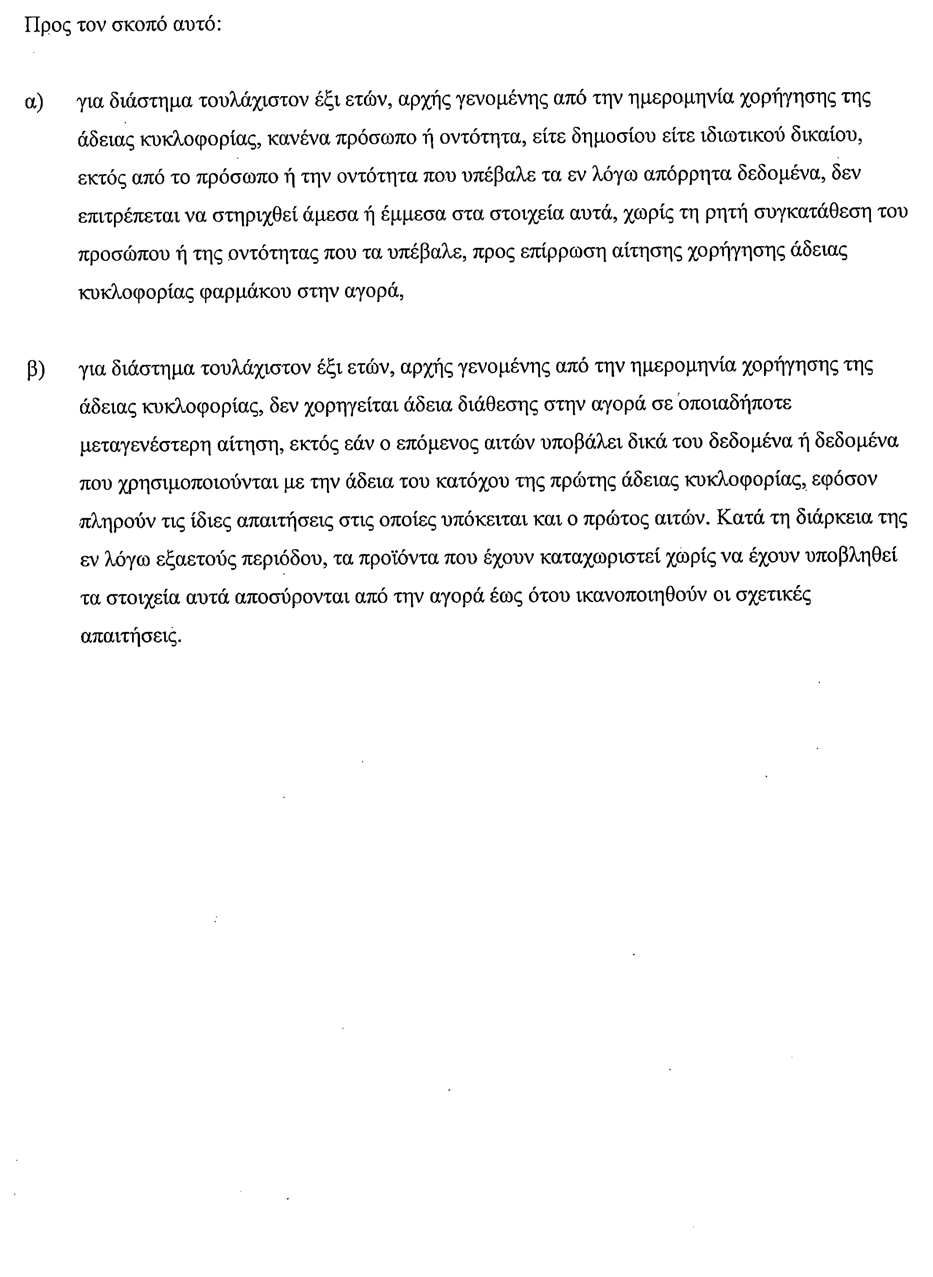 Προς τον σκοπό αυτό:
α) για διάστημα τουλάχιστον έξι ετών, αρχής γενομένης από την ημερομηνία χορήγησης της
άδειας κυκλοφορίας, κανένα πρόσωπο ή οντότητα, είτε δημοσίου είτε ιδιωτικού δικαίου,
εκτός από το πρόσωπο ή την οντότητα που υπέβαλε τα εν λόγω απόρρητα δεδομένα, δεν
επιτρέπεται να στηριχθεί άμεσα ή έμμεσα στα στοιχεία αυτά, χωρίς τη ρητή συγκατάθεση του
προσώπου ή της οντότητας που τα υπέβαλε, προς επίρρωση αίτησης χορήγησης άδειας
κυκλοφορίας φαρμάκου στην αγορά,
β) για διάστημα τουλάχιστον έξι ετών, αρχής γενομένης από την ημερομηνία χορήγησης της
άδειας κυκλοφορίας, δεν χορηγείται άδεια διάθεσης στην αγορά σε οποιαδήποτε
μεταγενέστερη αίτηση, εκτός εάν ο επόμενος αιτών υποβάλει δικά του δεδομένα ή δεδομένα
που χρησιμοποιούνται με την άδεια του κατόχου της πρώτης άδειας κυκλοφορίας, εφόσον
πληρούν τις ίδιες απαιτήσεις στις οποίες υπόκειται και ο πρώτος αιτών. Κατά τη διάρκεια της
εν λόγω εξαετούς περιόδου, τα προϊόντα που έχουν καταχωριστεί χωρίς να έχουν υποβληθεί
τα στοιχεία αυτά αποσύρονται από την αγορά έως ότου ικανοποιηθούν οι σχετικές
απαιτήσεις.